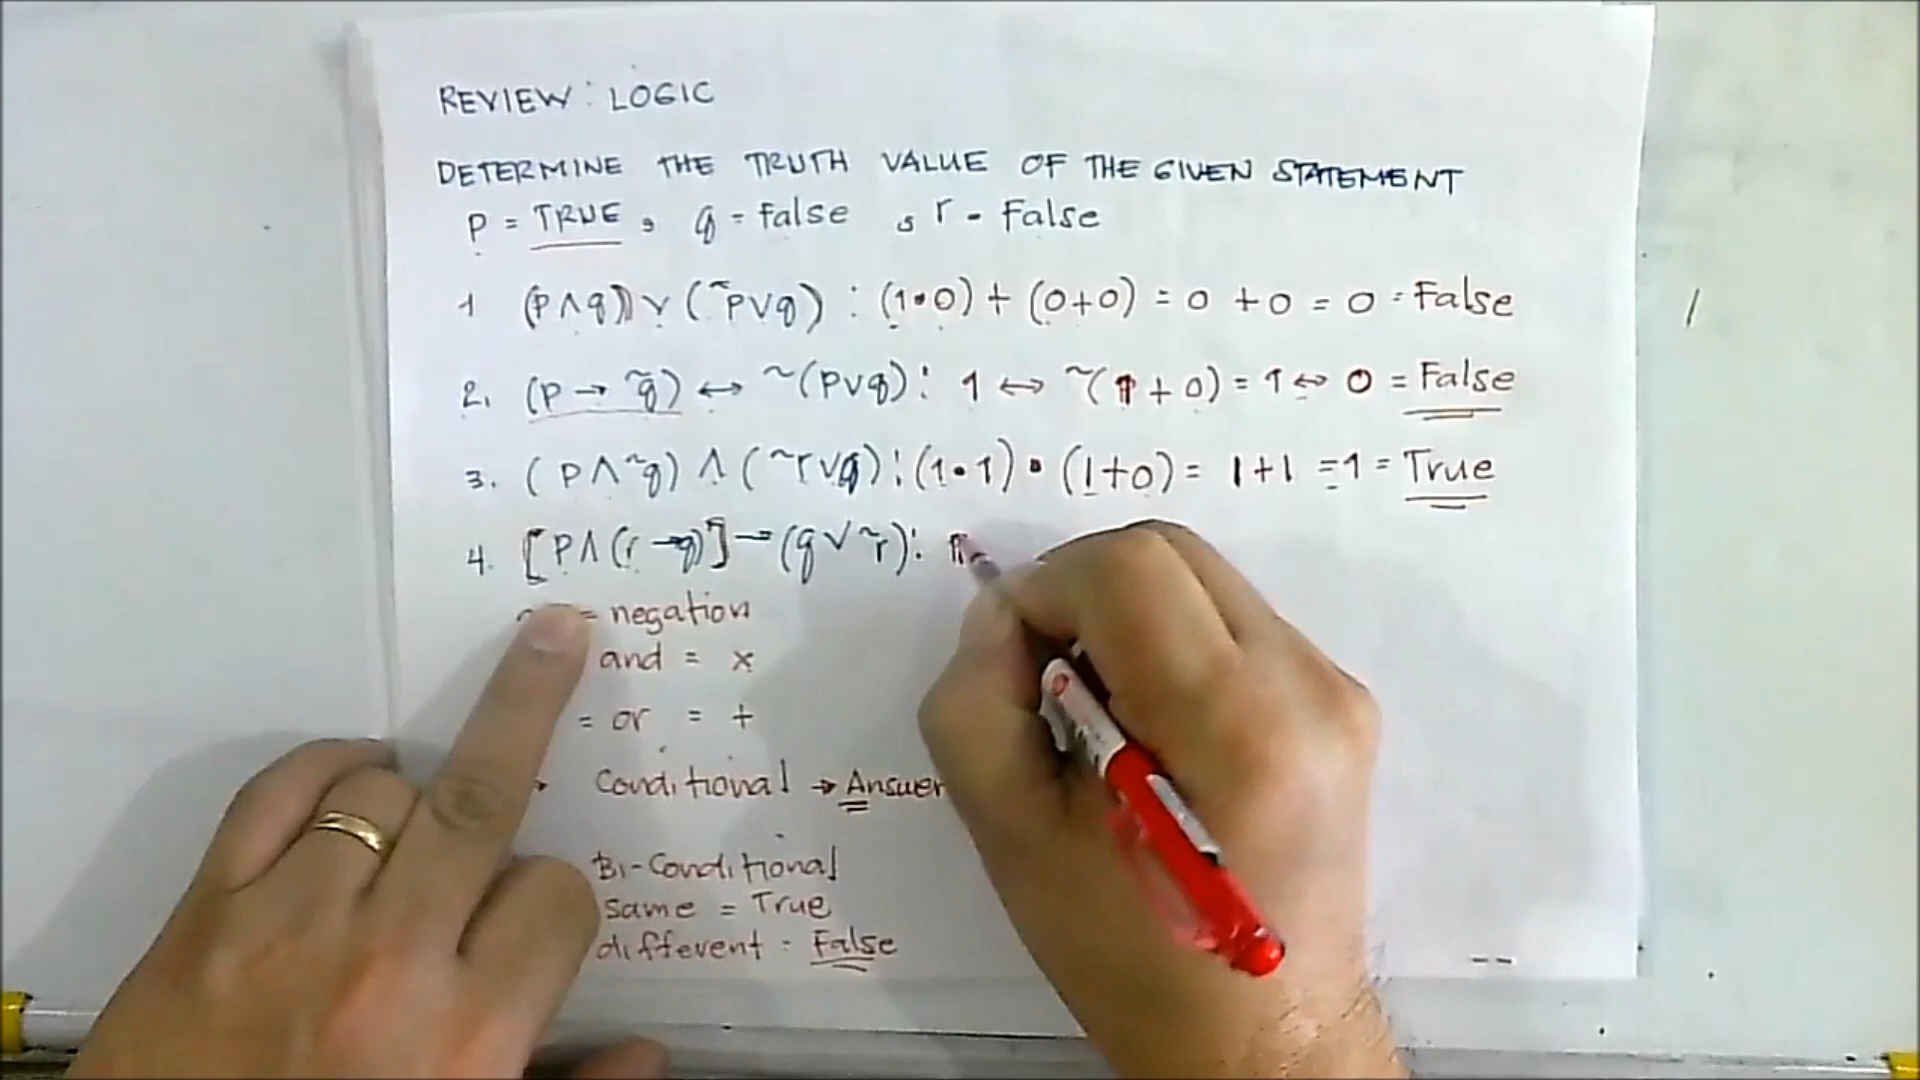 REVIEW : LOGIC
DETERMINE THE TRUTH VALUE OF THE GIVEN STATEMENT
p = TRUE, q = false, r - False
1 (p ∧ q) ∨ (~p ∨ q) : (1•0) + (0+0) = 0 + 0 = 0 = False
2. (p → ~q) ↔ ~(p ∨ q) : 1 ↔ ~(1 + 0) = 1 ↔ 0 = False
3. (p ∧ ~q) ∧ (~r ∨ q) : (1•1) • (1+0) = 1+1 = 1 = True
4. [p ∧ (r → q)] → (q ∨ ~r) :
= negation
and = x
= or = +
Conditional → Answer
Bi-Conditional
same = True
different = False